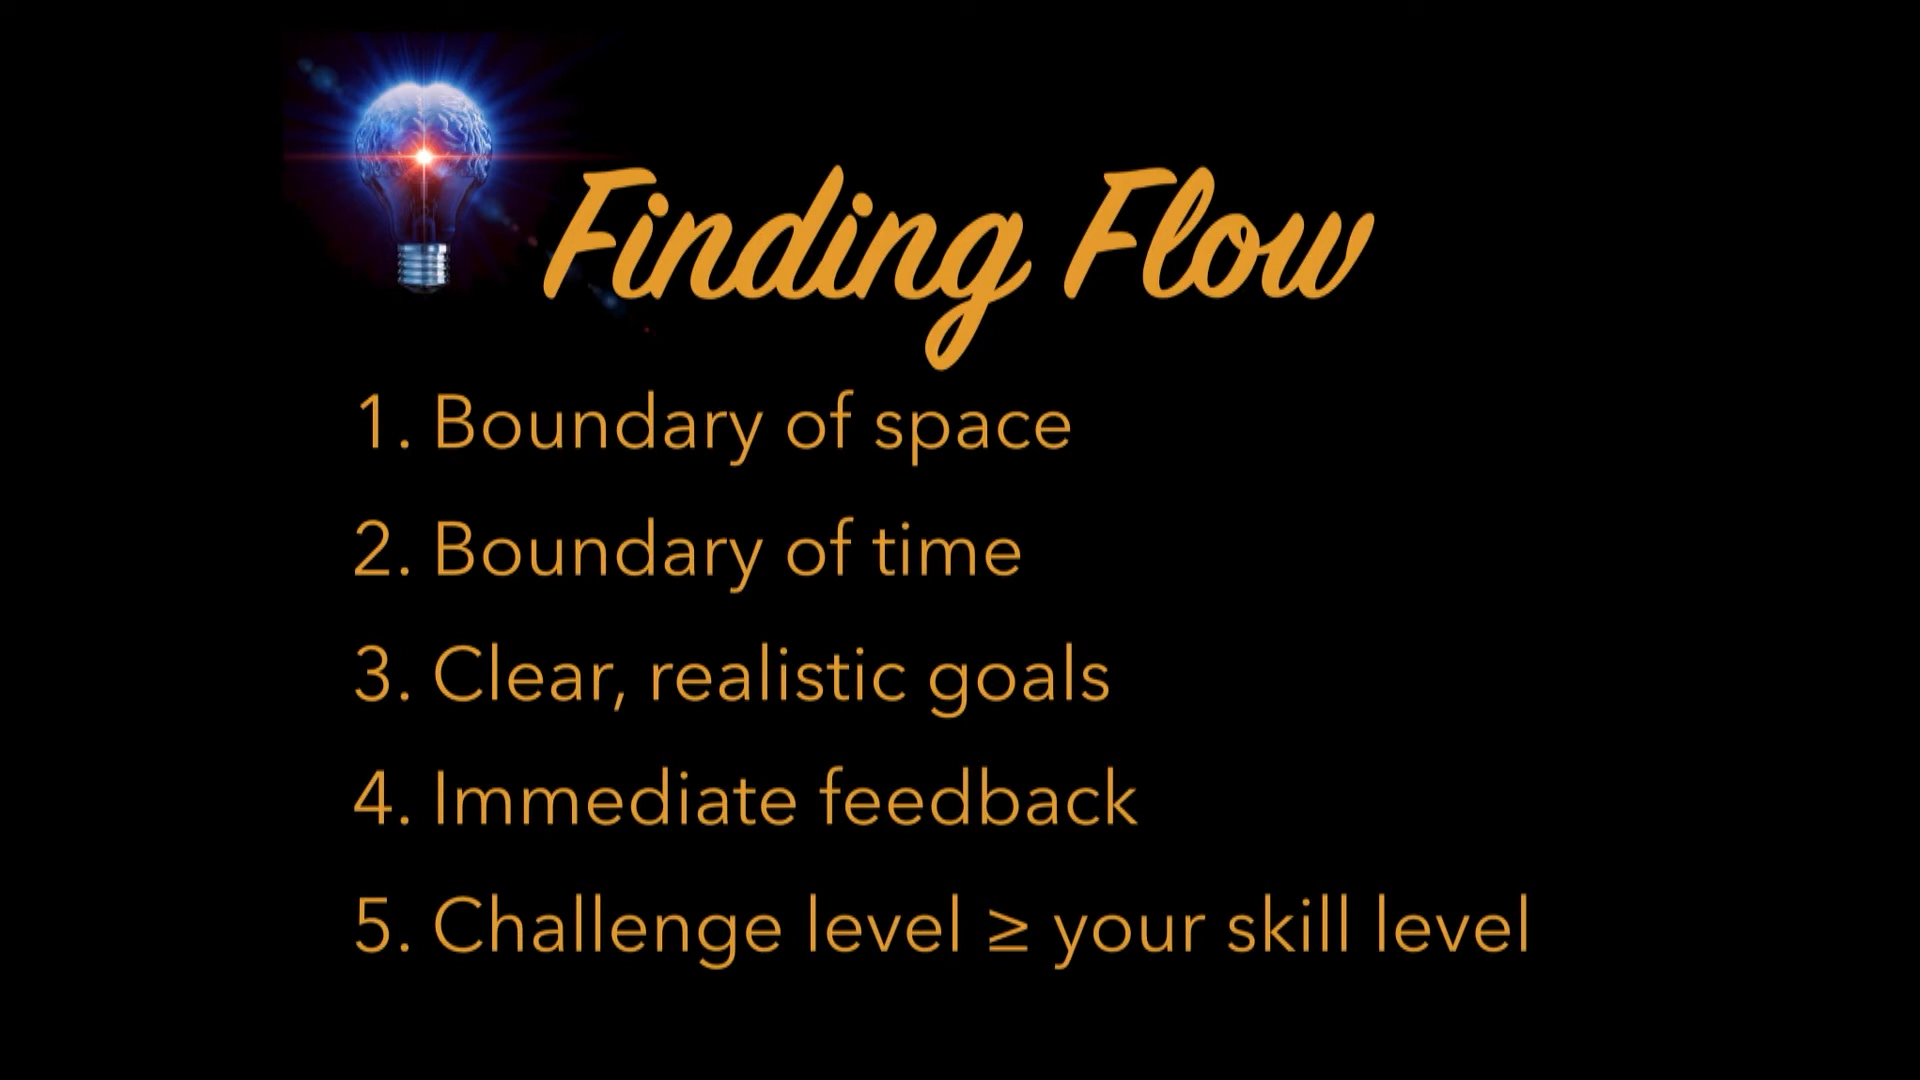 Finding Flow
1. Boundary of space
2. Boundary of time
3. Clear, realistic goals
4. Immediate feedback
5. Challenge level ≥ your skill level